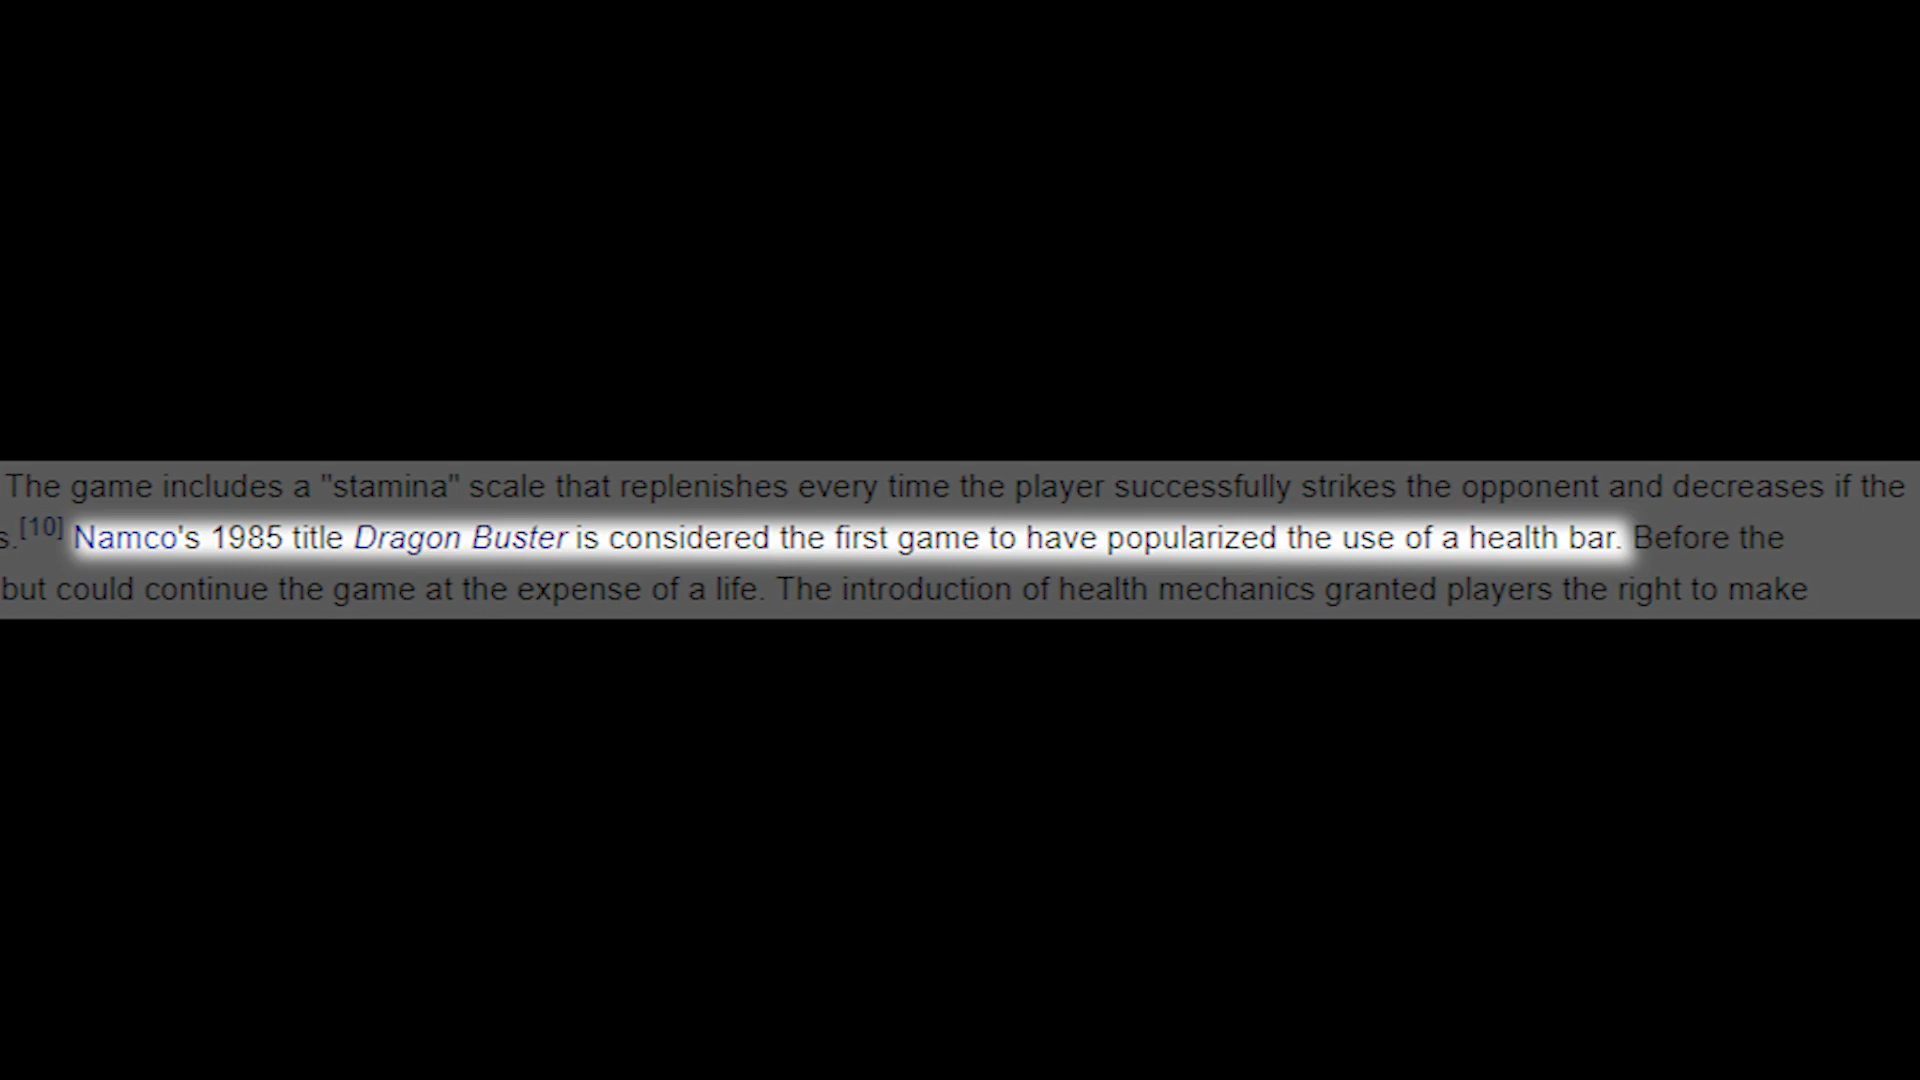 The game includes a "stamina" scale that replenishes every time the player successfully strikes the opponent and decreases if the
s.[10] Namco's 1985 title Dragon Buster is considered the first game to have popularized the use of a health bar. Before the
but could continue the game at the expense of a life. The introduction of health mechanics granted players the right to make